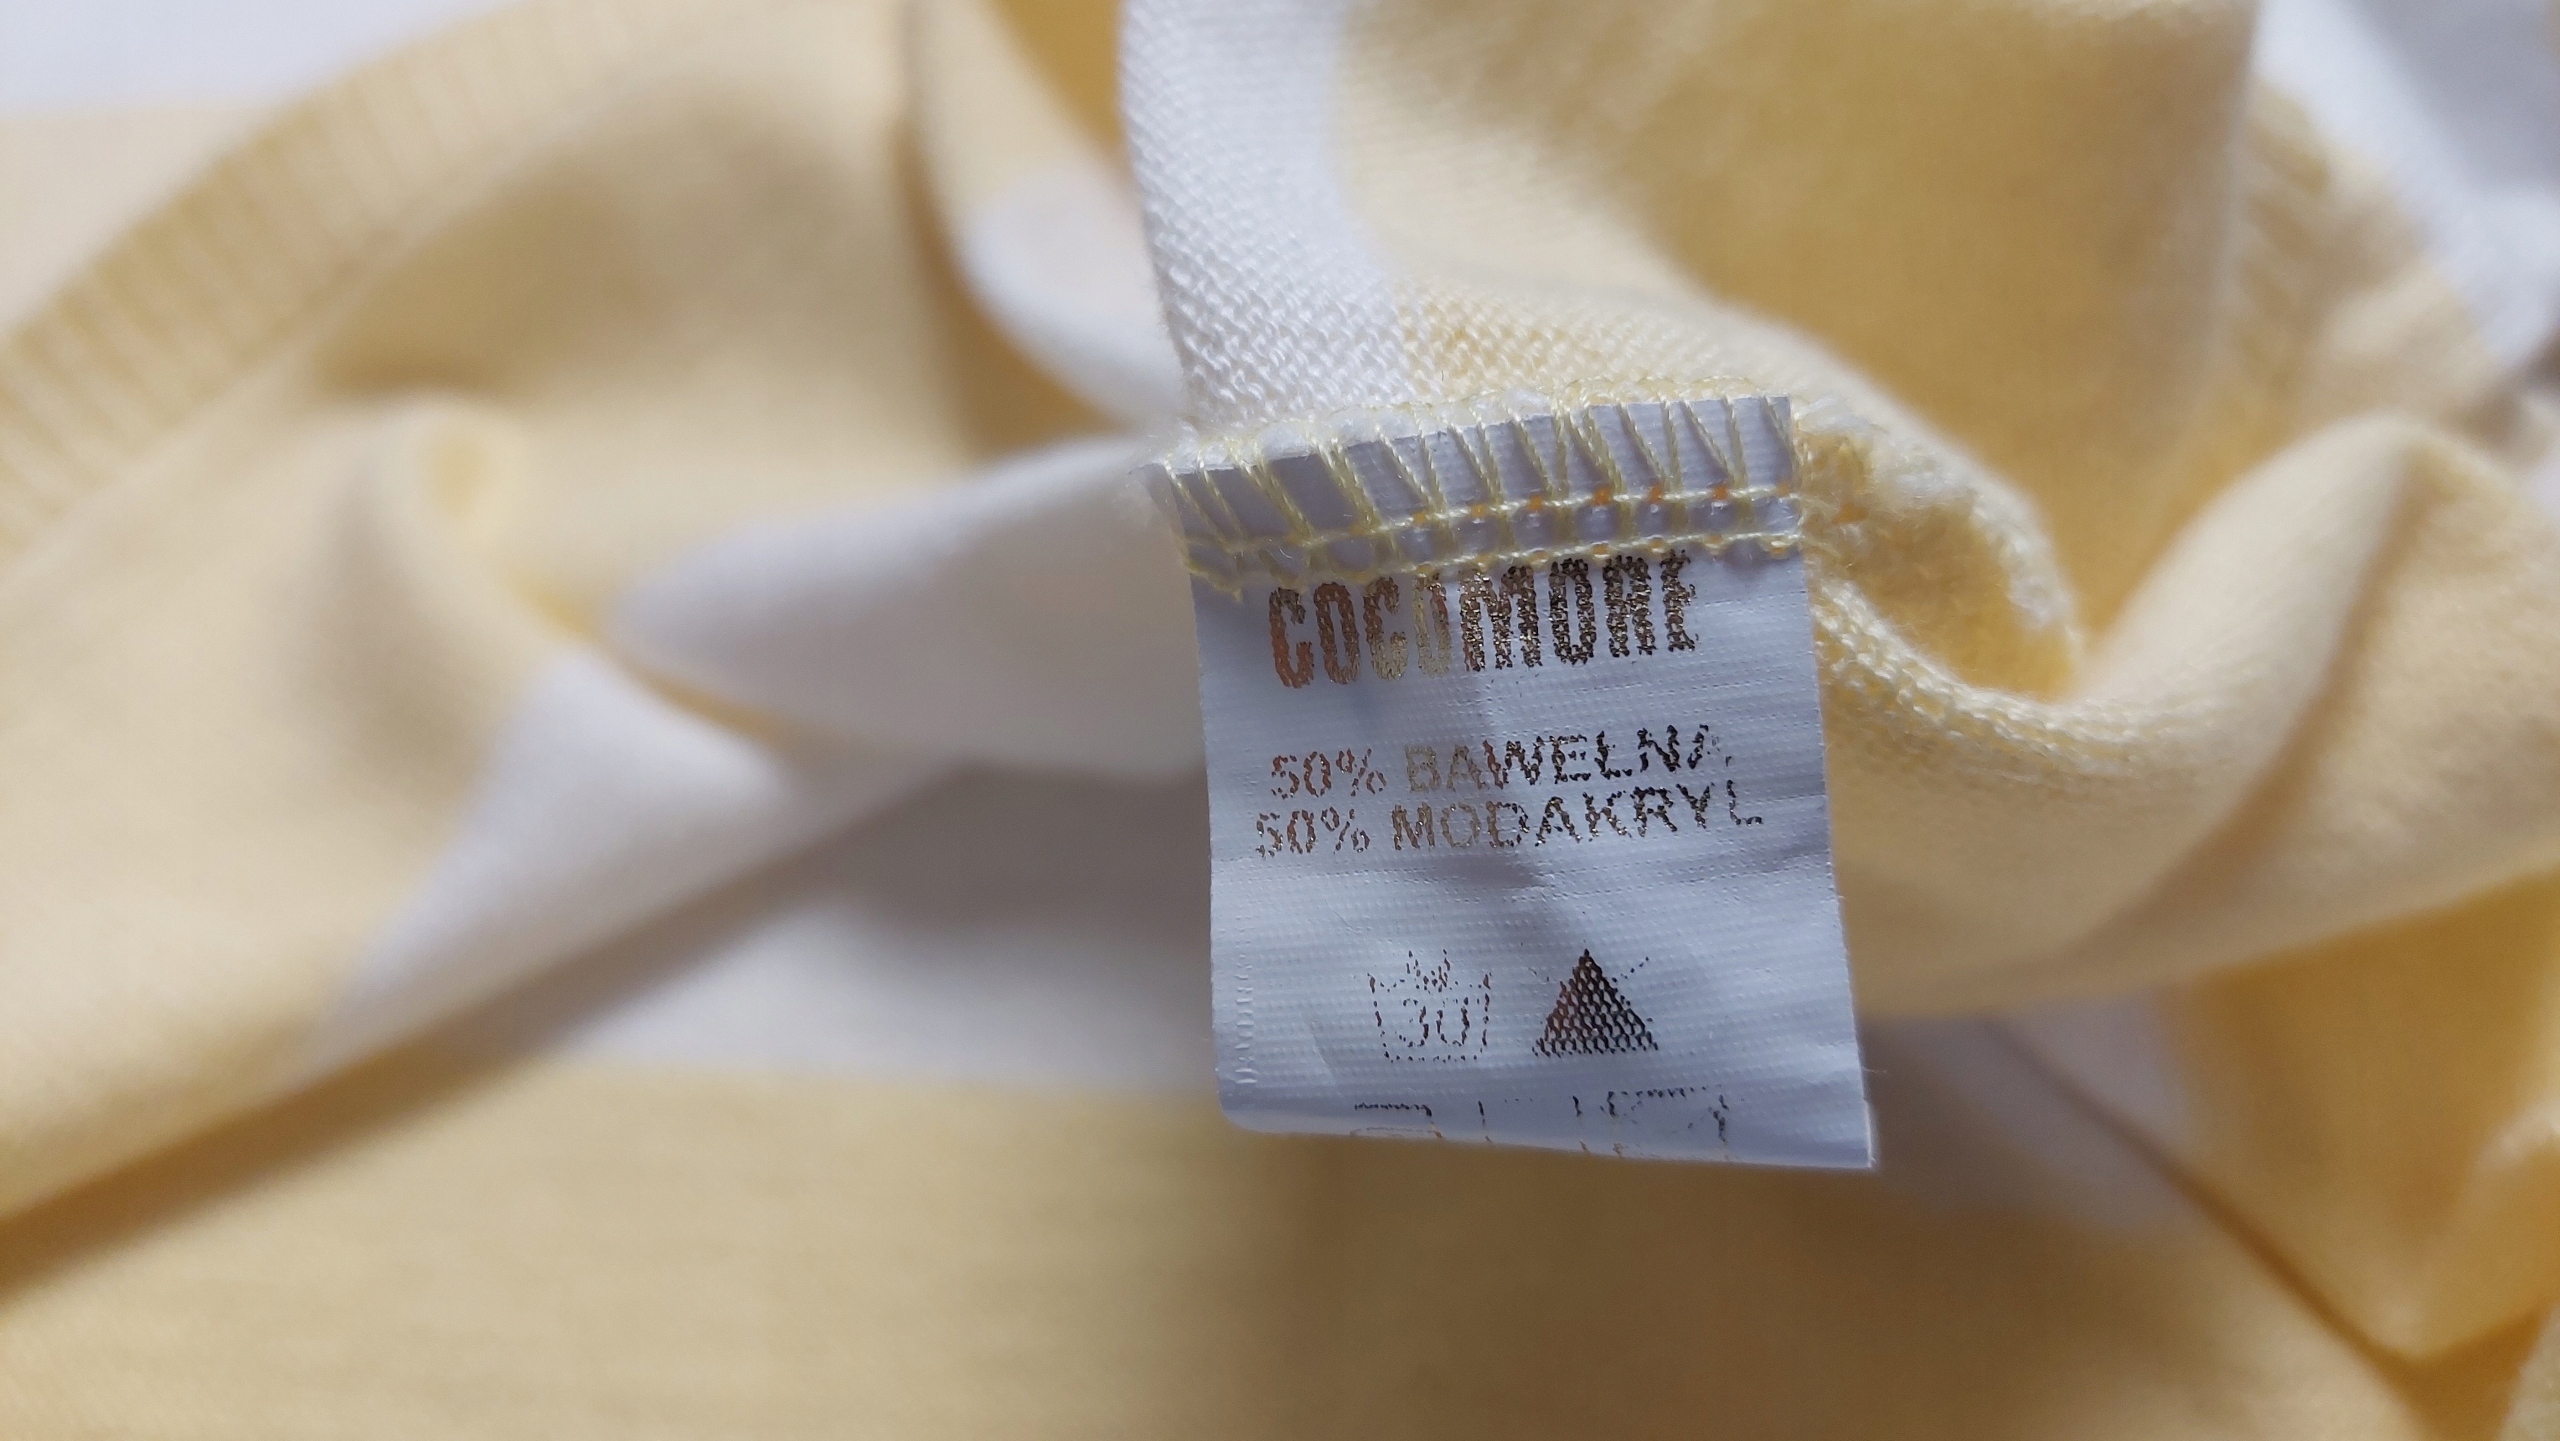 COCOMORE
50% BAWEŁNA,
50% MODAKRYL
30